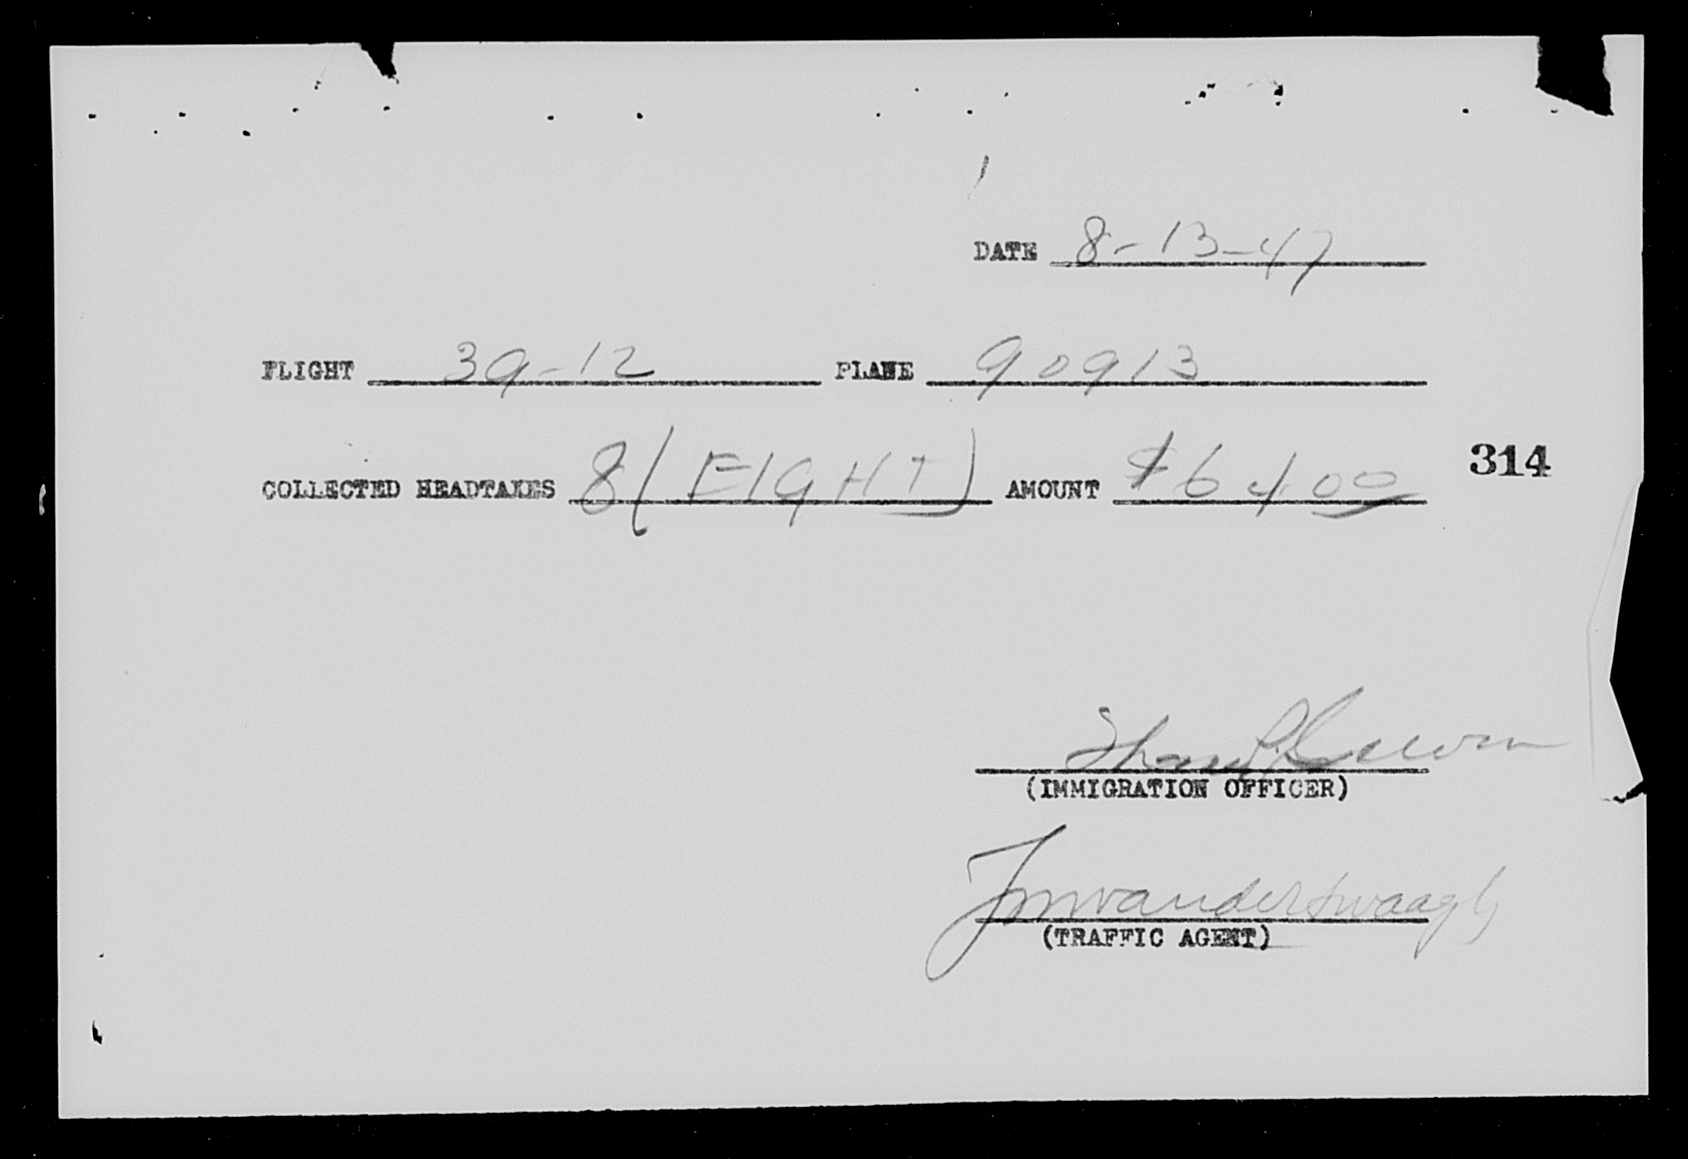 DATE 8-13-47
FLIGHT 39-12 PLANE 90913
COLLECTED HEADTAXES 8 (EIGHT) AMOUNT $64.00
314
(IMMIGRATION OFFICER)
(TRAFFIC AGENT)